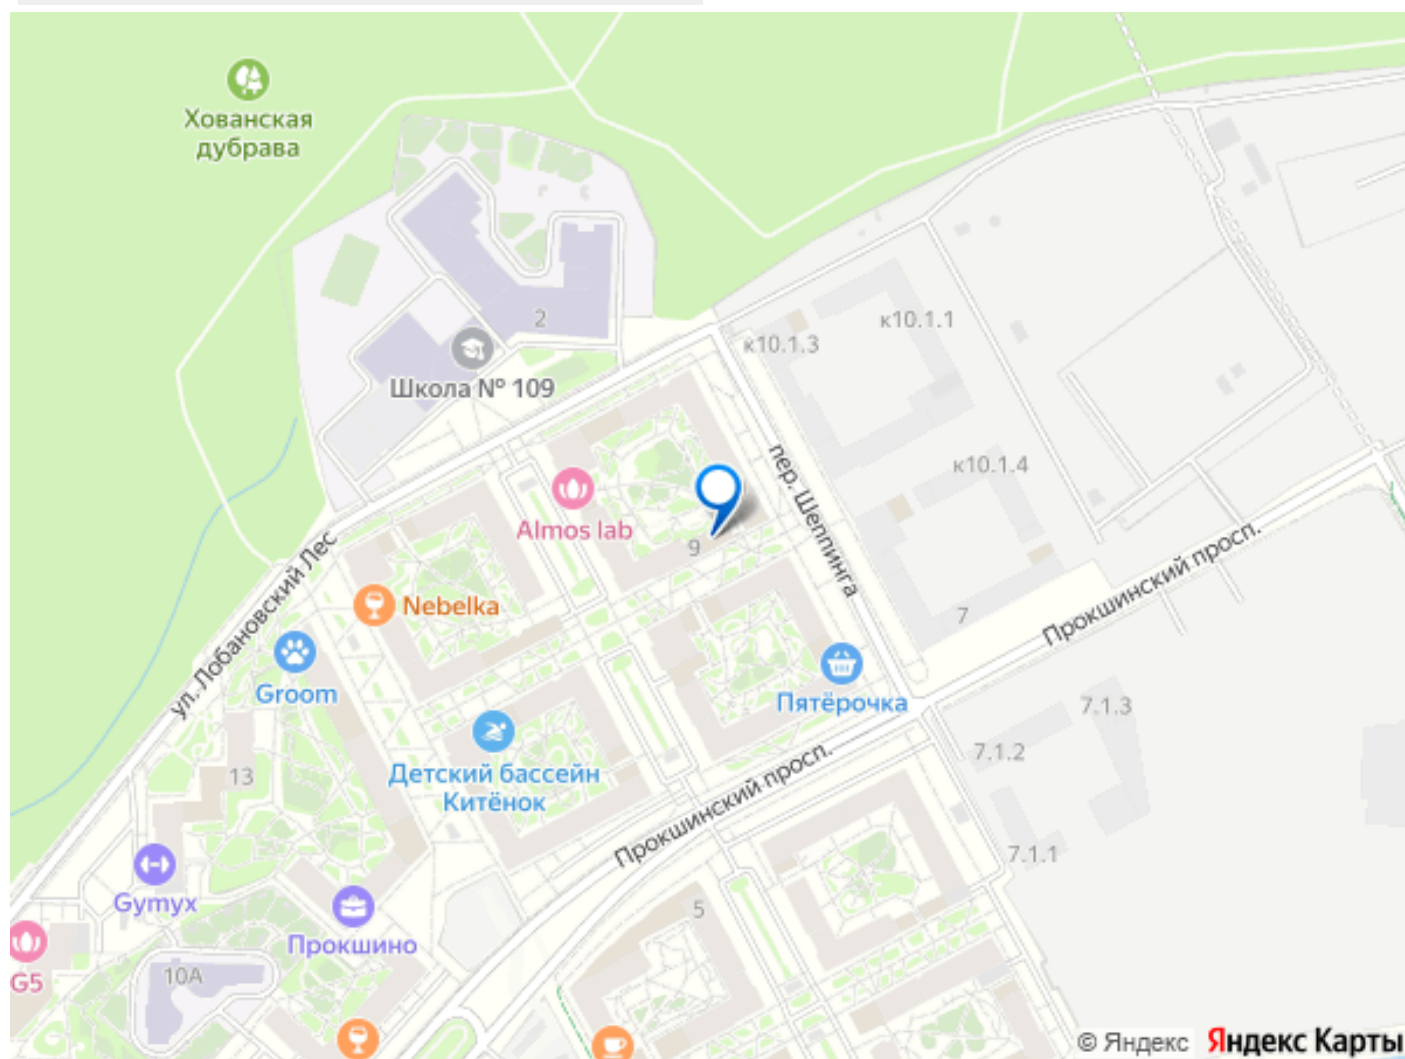 Хованская
дубрава
к10.1.1
2
к10.1.3
Школа № 109
пер. Шеппинга
к10.1.4
Almos lab
9
Прокшинский просп.
ул. Лобановский Лес
Nebelka
7
Groom
Пятёрочка
7.1.3
7.1.2
13
Детский бассейн
Китёнок
Прокшинский просп.
7.1.1
Gymyx
5
Прокшино
10А
G5
© Яндекс Яндекс Карты